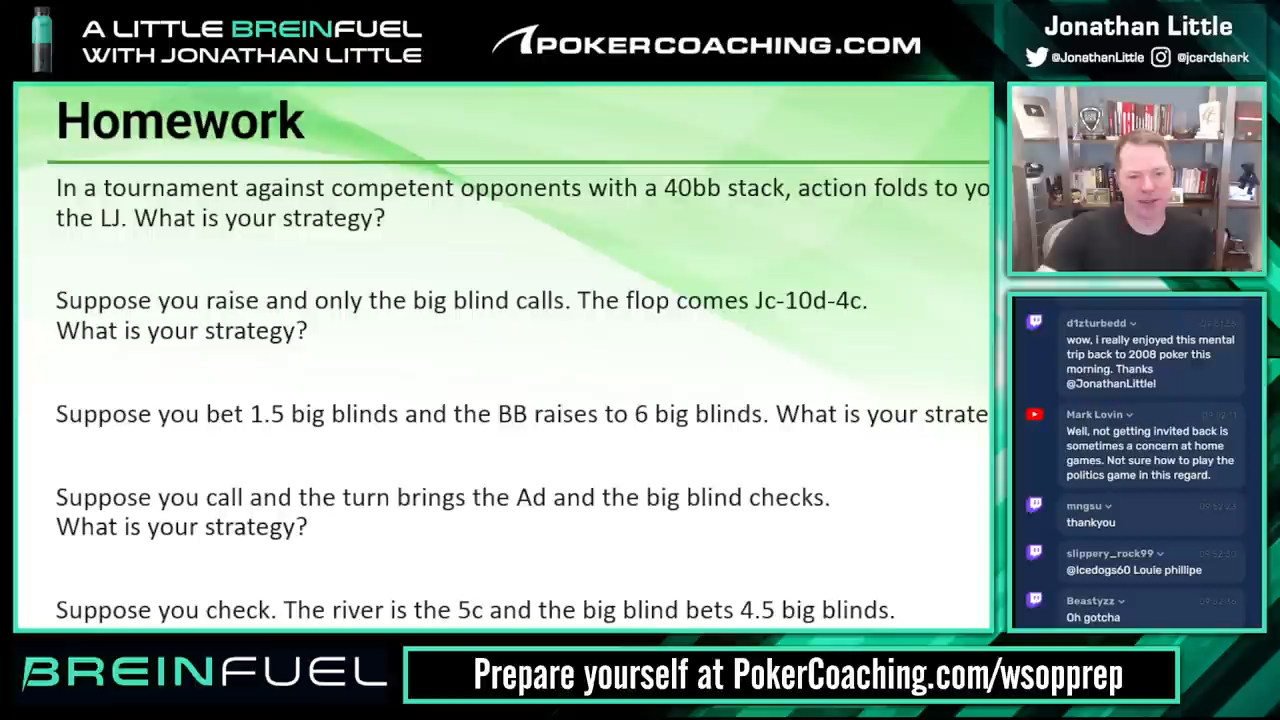 A LITTLE BREINFUEL
WITH JONATHAN LITTLE
POKERCOACHING.COM
Jonathan Little
@JonathanLittle @jcardshark
Homework
In a tournament against competent opponents with a 40bb stack, action folds to yo
the LJ. What is your strategy?
Suppose you raise and only the big blind calls. The flop comes Jc-10d-4c.
What is your strategy?
Suppose you bet 1.5 big blinds and the BB raises to 6 big blinds. What is your strate
Suppose you call and the turn brings the Ad and the big blind checks.
What is your strategy?
Suppose you check. The river is the 5c and the big blind bets 4.5 big blinds.
d1zturbedd
wow, i really enjoyed this mental
trip back to 2008 poker this
morning. Thanks
@JonathanLittlel
Mark Lovin
Well, not getting invited back is
sometimes a concern at home
games. Not sure how to play the
politics game in this regard.
mngsu
thankyou
slippery_rock99
@Icedogs60 Louie phillipe
Beastyzz
Oh gotcha
BREINFUEL
Prepare yourself at PokerCoaching.com/wsopprep